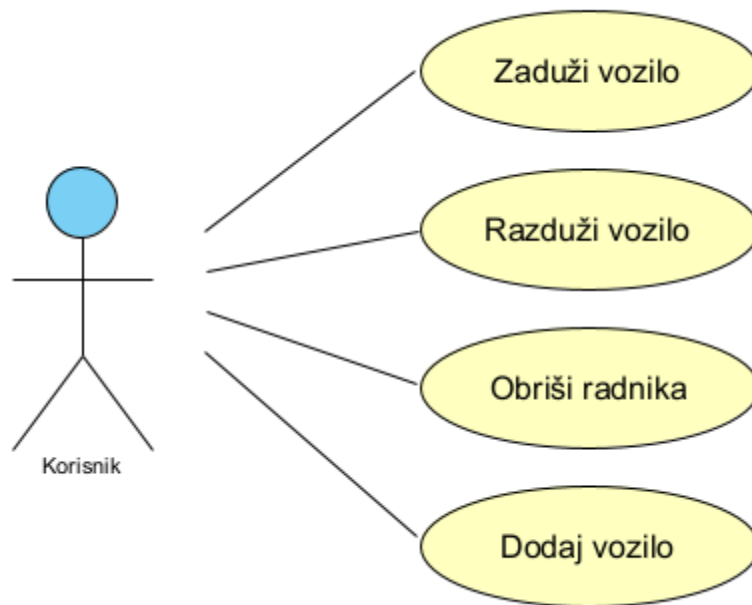 Zaduži vozilo
Razduži vozilo
Obriši radnika
Korisnik
Dodaj vozilo